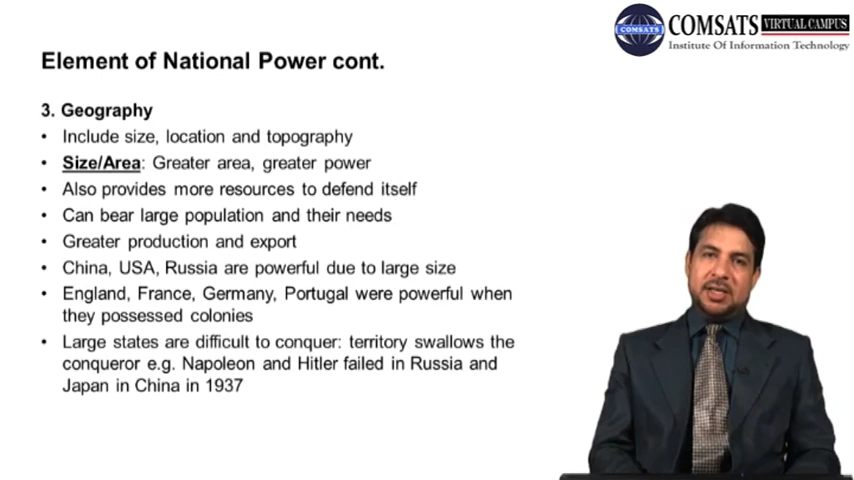 COMSATS
COMSATS VIRTUAL CAMPUS
Institute Of Information Technology
Element of National Power cont.
3. Geography
• Include size, location and topography
• Size/Area: Greater area, greater power
• Also provides more resources to defend itself
• Can bear large population and their needs
• Greater production and export
• China, USA, Russia are powerful due to large size
• England, France, Germany, Portugal were powerful when
they possessed colonies
• Large states are difficult to conquer: territory swallows the
conqueror e.g. Napoleon and Hitler failed in Russia and
Japan in China in 1937